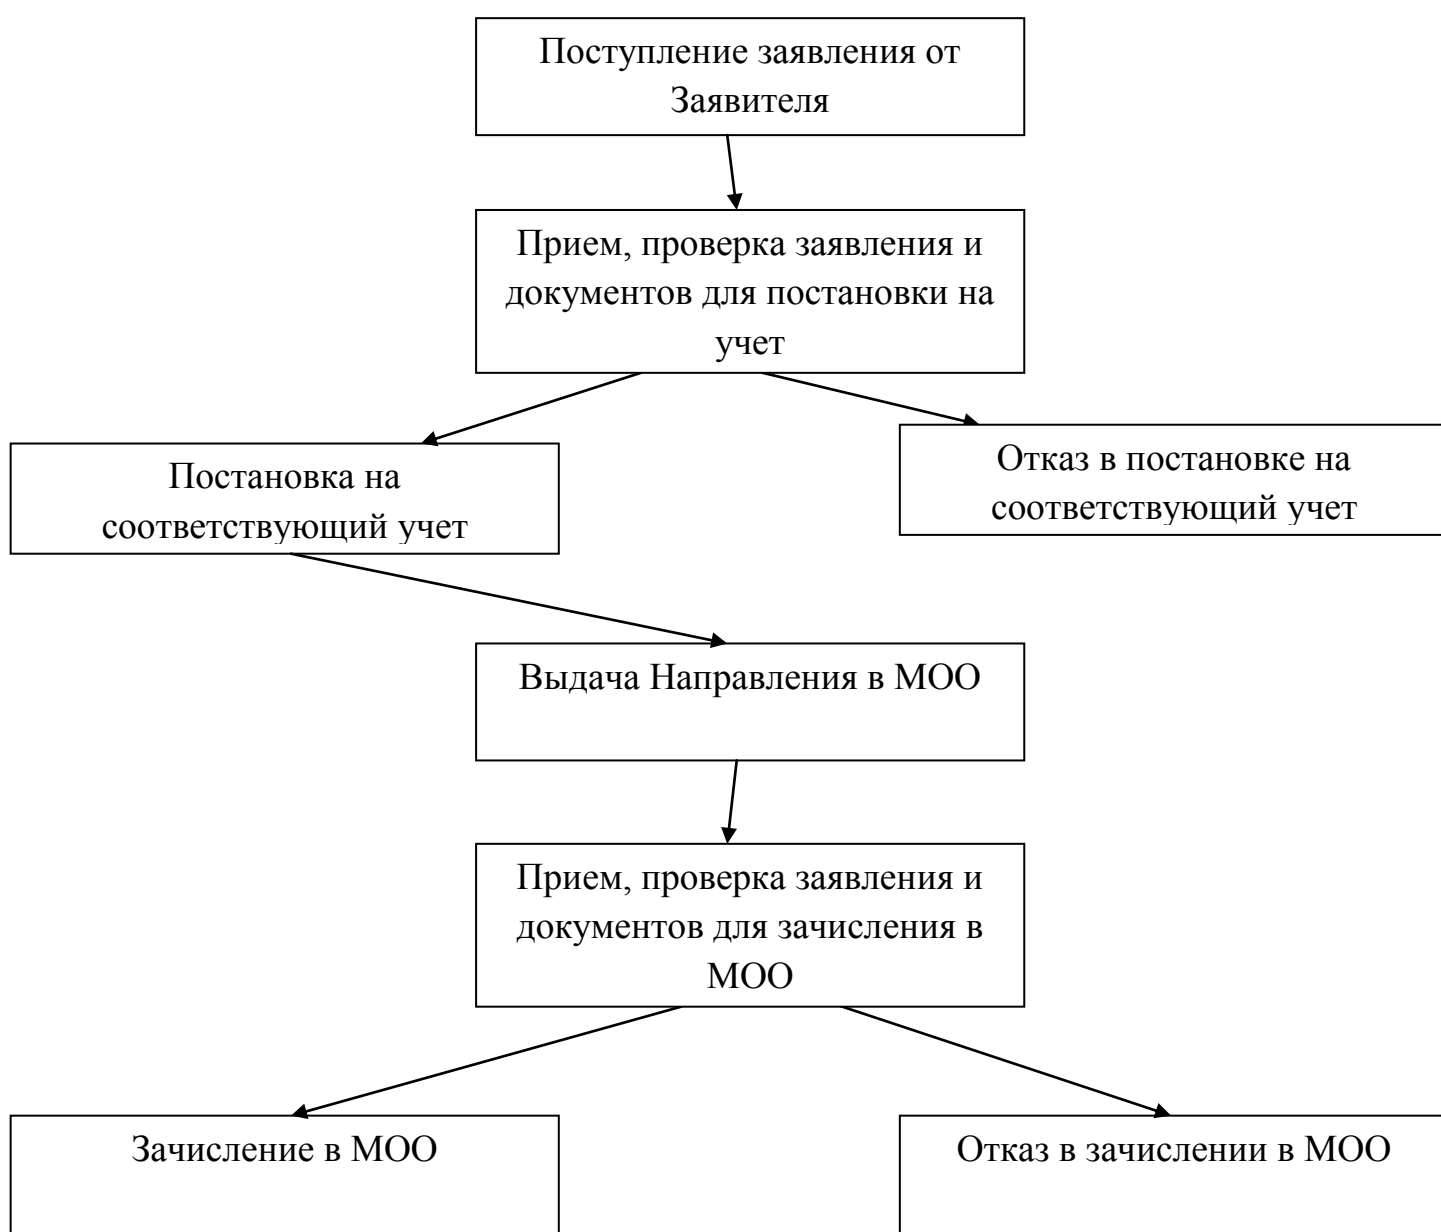 Поступление заявления от
Заявителя
Прием, проверка заявления и
документов для постановки на
учет
Постановка на
соответствующий учет
Отказ в постановке на
соответствующий учет
Выдача Направления в МОО
Прием, проверка заявления и
документов для зачисления в
МОО
Зачисление в МОО
Отказ в зачислении в МОО